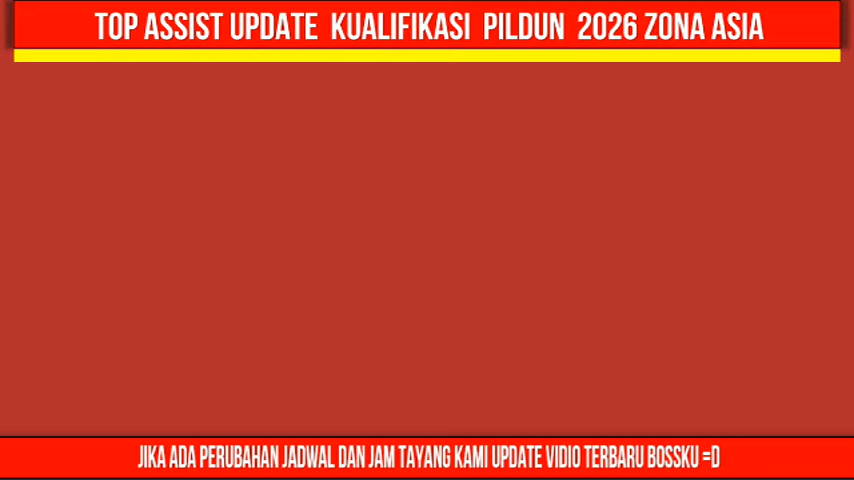 TOP ASSIST UPDATE KUALIFIKASI PILDUN 2026 ZONA ASIA
JIKA ADA PERUBAHAN JADWAL DAN JAM TAYANG KAMI UPDATE VIDIO TERBARU BOSSKU =D